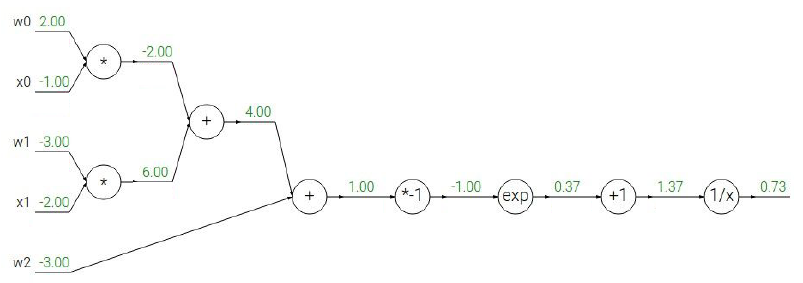 w0 2.00
-2.00
*
x0 -1.00
4.00
+
w1 -3.00
6.00
*
x1 -2.00
1.00 -1.00 0.37 1.37 0.73
+ *-1 exp +1 1/x
w2 -3.00